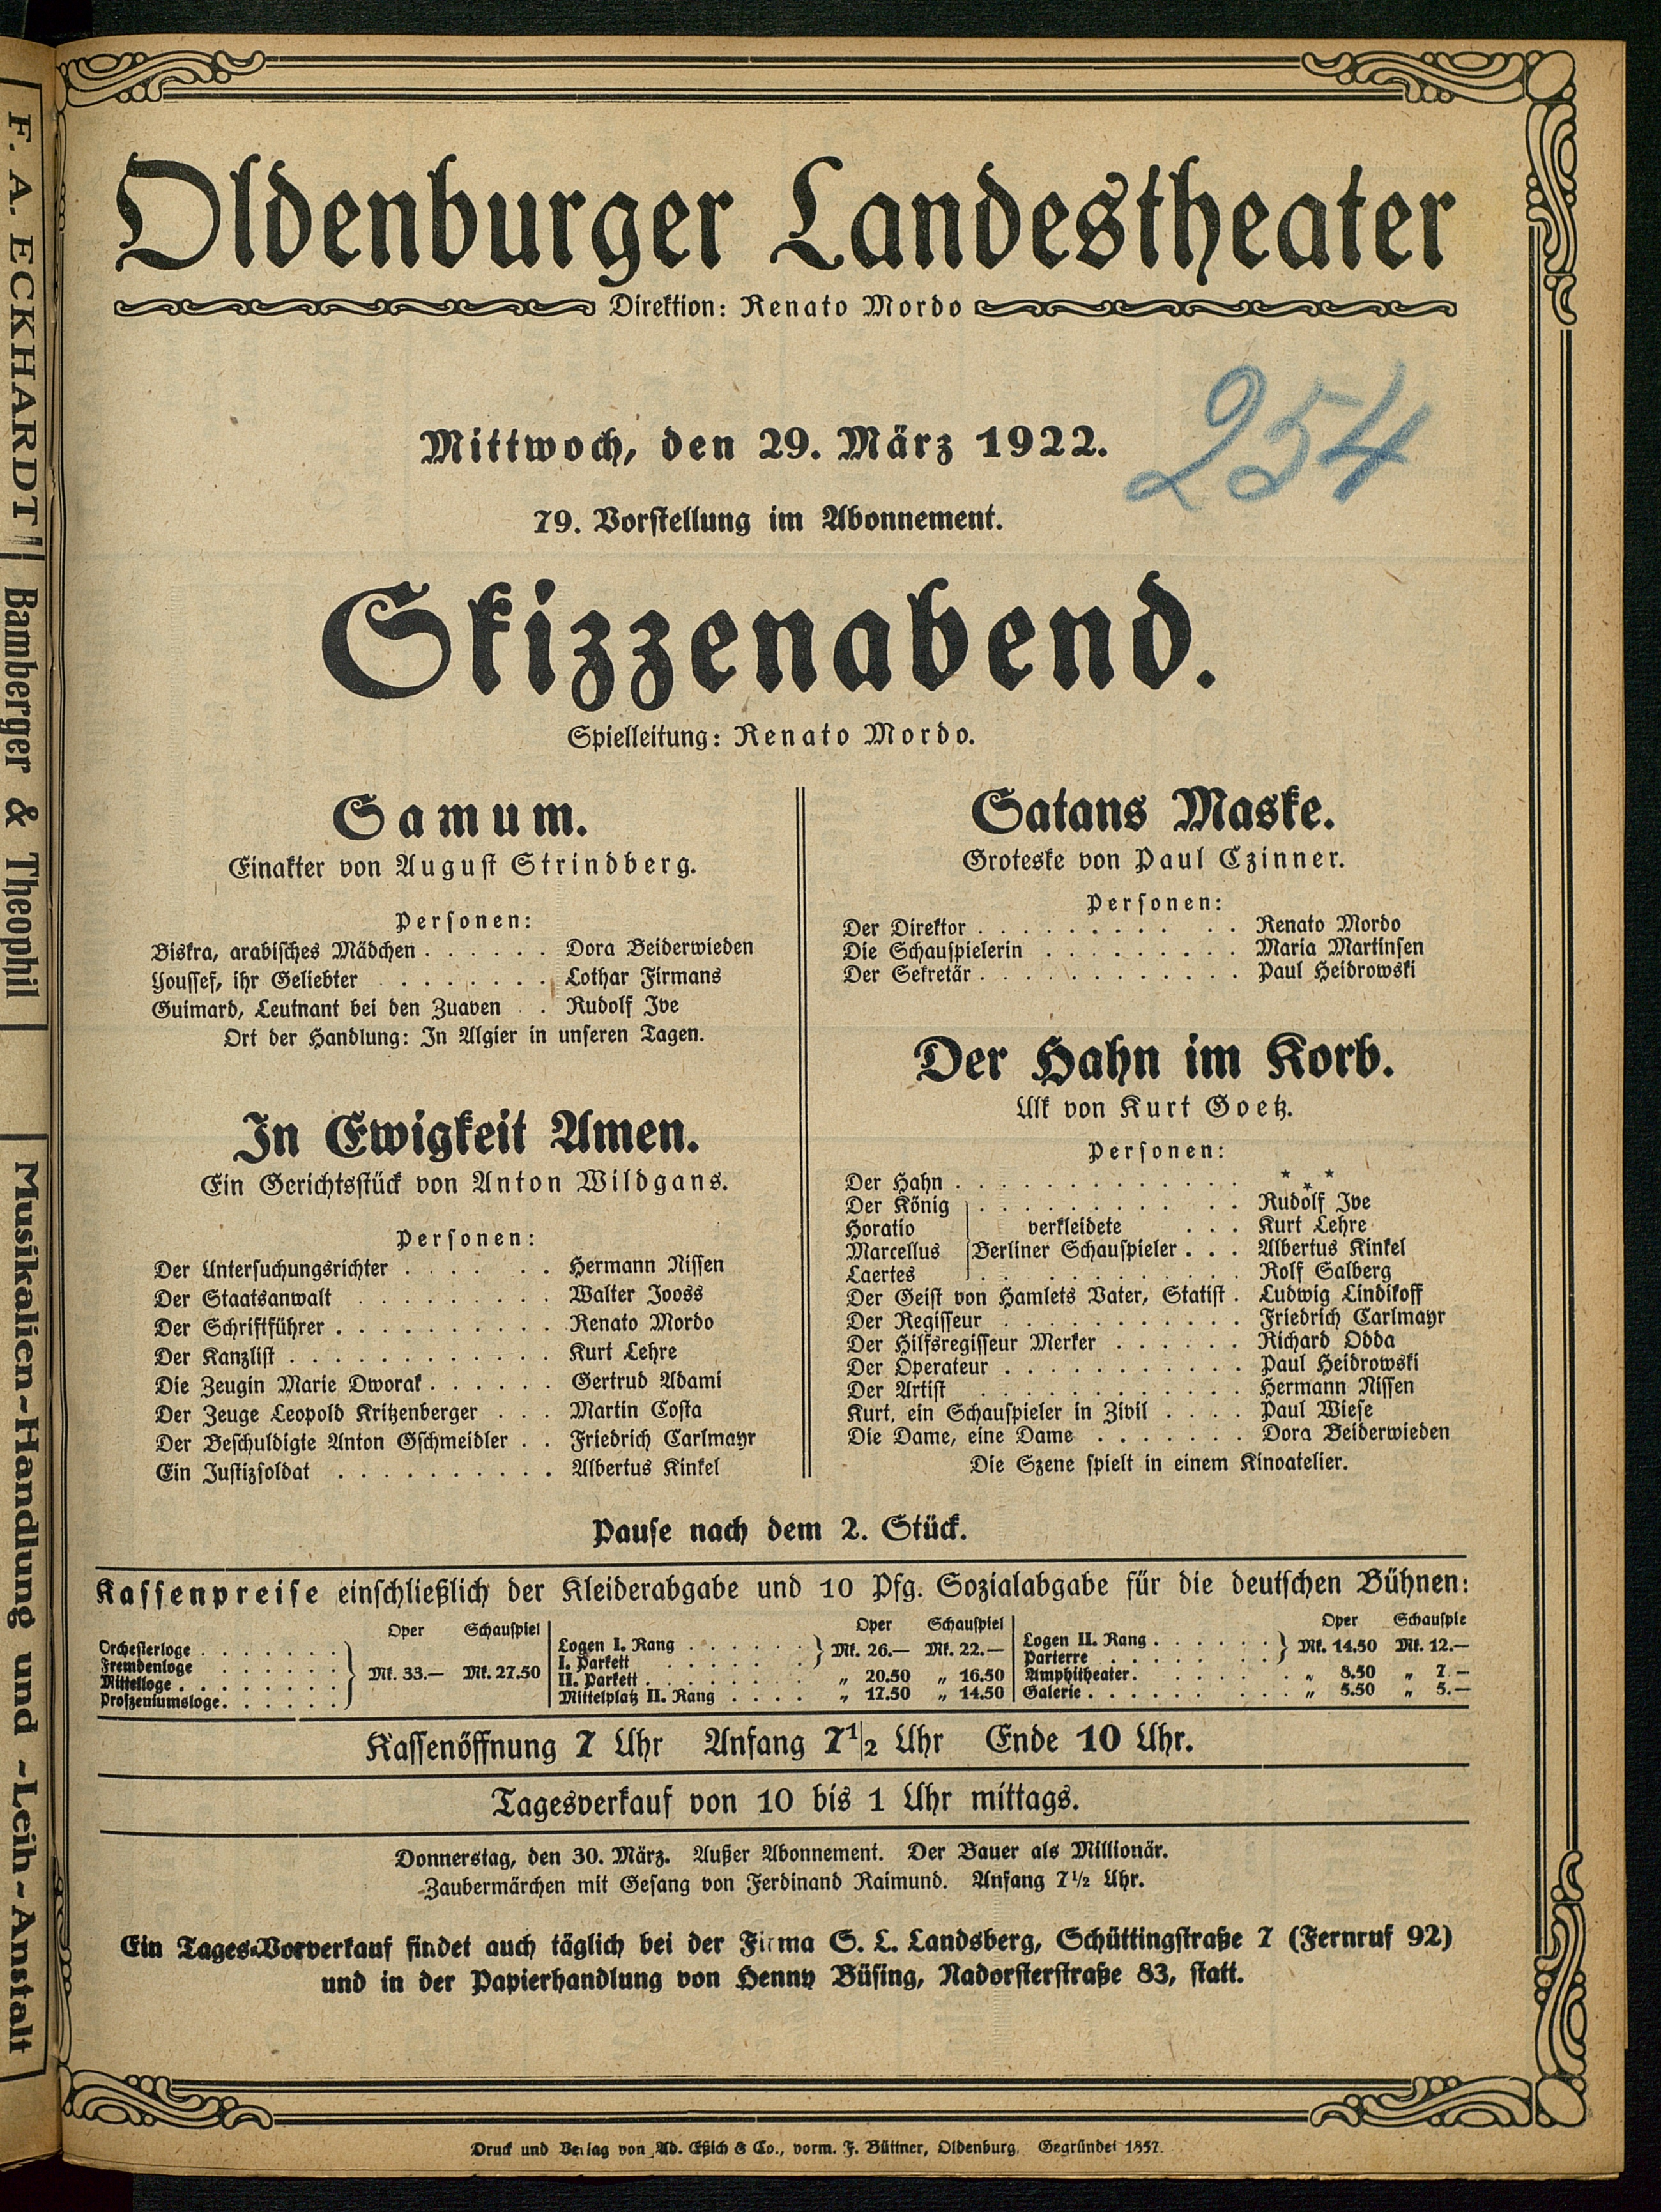 Oldenburger Landestheater
Direktion: Renato Mordo
254
Mittwoch, den 29. März 1922.
79. Vorstellung im Abonnement.
Skizzenabend.
Spielleitung: Renato Mordo.
Samum.
Einakter von August Strindberg.
Personen:
Biskra, arabisches Mädchen . . . . . . Dora Beiderwieden
Youssef, ihr Geliebter . . . . . . . Lothar Firmans
Guimard, Leutnant bei den Zuaven . . Rudolf Ive
Ort der Handlung: In Algier in unseren Tagen.
In Ewigkeit Amen.
Ein Gerichtsstück von Anton Wildgans.
Personen:
Der Untersuchungsrichter . . . . . . Hermann Nissen
Der Staatsanwalt . . . . . . . . . Walter Jooss
Der Schriftführer . . . . . . . . . . Renato Mordo
Der Kanzlist . . . . . . . . . . . . Kurt Lehre
Die Zeugin Marie Dworak . . . . . . Gertrud Adami
Der Zeuge Leopold Kritzenberger . . . Martin Costa
Der Beschuldigte Anton Gschmeidler . . Friedrich Carlmayr
Ein Justizsoldat . . . . . . . . . . Albertus Kinkel
Satans Maske.
Groteske von Paul Czinner.
Personen:
Der Direktor . . . . . . . . . . . Renato Mordo
Die Schauspielerin . . . . . . . . . Maria Martinsen
Der Sekretär . . . . . . . . . . . . Paul Heidrowski
Der Hahn im Korb.
Ulk von Kurt Goetz.
Personen:
Der Hahn . . . . . . . . . . . . . * * *
Der König . . . . . . . . . . . Rudolf Ive
Horatio verkleidete . . . Kurt Lehre
Marcellus Berliner Schauspieler . . . Albertus Kinkel
Laertes . . . . . . . . . . . . Rolf Salberg
Der Geist von Hamlets Vater, Statist . Ludwig Lindikoff
Der Regisseur . . . . . . . . . . . Friedrich Carlmayr
Der Hilfsregisseur Merker . . . . . . Richard Odda
Der Operateur . . . . . . . . . . . Paul Heidrowski
Der Artist . . . . . . . . . . . . Hermann Nissen
Kurt, ein Schauspieler in Zivil . . . . Paul Wiese
Die Dame, eine Dame . . . . . . . Dora Beiderwieden
Die Szene spielt in einem Kinoatelier.
Pause nach dem 2. Stück.
Kassenpreise einschließlich der Kleiderabgabe und 10 Pfg. Sozialabgabe für die deutschen Bühnen:
Oper Schauspiel
Orchesterloge . . . . . . .
Fremdenloge . . . . . .
Mittelloge . . . . . . . .
Proszeniumsloge . . . . . .
Mk. 33.— Mk. 27.50
Oper Schauspiel
Logen I. Rang . . . . . .
I. Parkett . . . . . . .
Mk. 26.— Mk. 22.—
II. Parkett . . . . . . . . . „ 20.50 „ 16.50
Mittelplatz II. Rang . . . . „ 17.50 „ 14.50
Oper Schauspie
Logen II. Rang . . . . . .
Parterre . . . . . . . .
Mk. 14.50 Mk. 12.—
Amphitheater . . . . . . . . „ 8.50 „ 7.—
Galerie . . . . . . . . . . „ 5.50 „ 5.—
Kassenöffnung 7 Uhr Anfang 7 1/2 Uhr Ende 10 Uhr.
Tagesverkauf von 10 bis 1 Uhr mittags.
Donnerstag, den 30. März. Außer Abonnement. Der Bauer als Millionär.
Zaubermärchen mit Gesang von Ferdinand Raimund. Anfang 7 1/2 Uhr.
Ein Tages-Vorverkauf findet auch täglich bei der Firma S. L. Landsberg, Schüttingstraße 7 (Fernruf 92)
und in der Papierhandlung von Henny Büsing, Nadorsterstraße 83, statt.
Druck und Verlag von Ad. Eßich & Co., vorm. F. Büttner, Oldenburg. Gegründet 1857.
F. A. ECKHARDT
Bamberger & Theophil
Musikalien-Handlung und -Leih-Anstalt